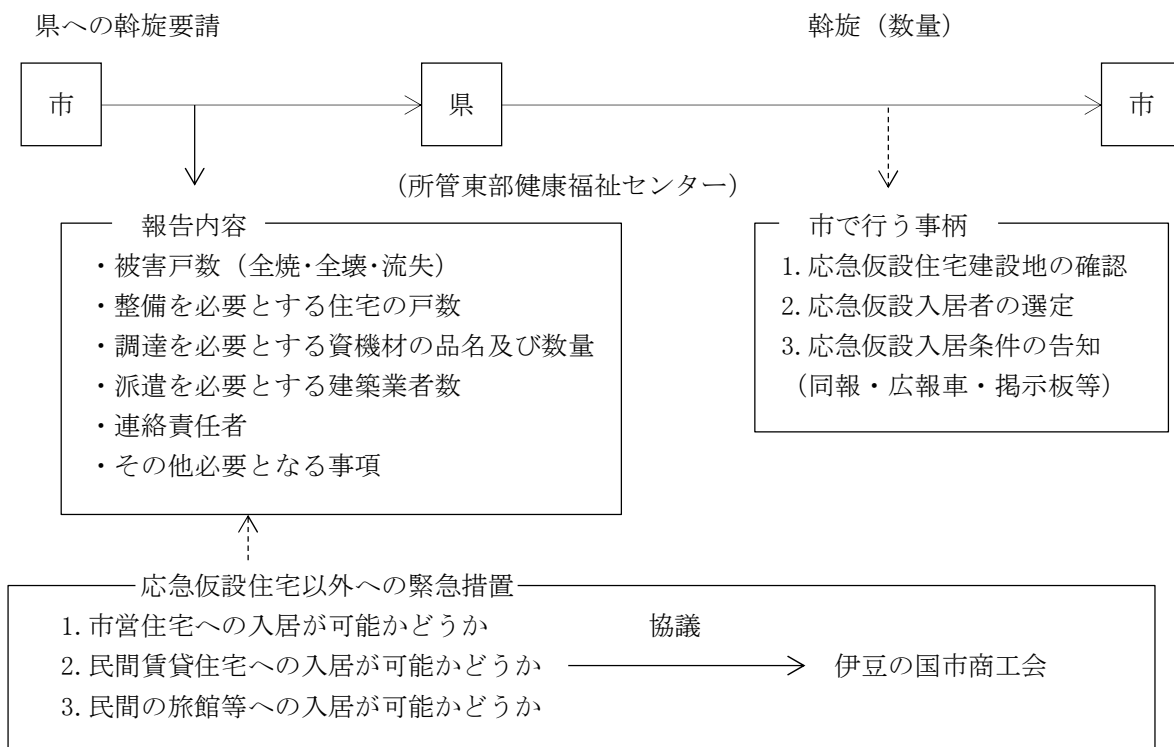 県への斡旋要請
斡旋（数量）
市
県
市
（所管東部健康福祉センター）
報告内容
・被害戸数（全焼・全壊・流失）
・整備を必要とする住宅の戸数
・調達を必要とする資機材の品名及び数量
・派遣を必要とする建築業者数
・連絡責任者
・その他必要となる事項
市で行う事柄
1.応急仮設住宅建設地の確認
2.応急仮設入居者の選定
3.応急仮設入居条件の告知
（同報・広報車・掲示板等）
応急仮設住宅以外への緊急措置
1.市営住宅への入居が可能かどうか
協議
2.民間賃貸住宅への入居が可能かどうか
伊豆の国市商工会
3.民間の旅館等への入居が可能かどうか